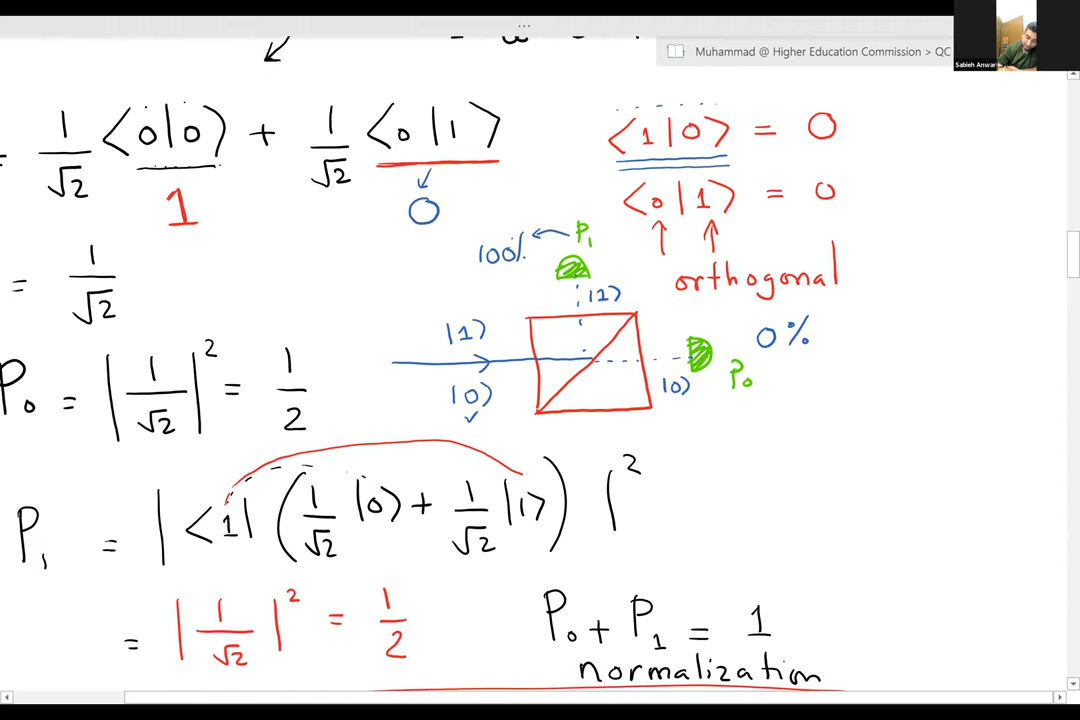 Muhammad @ Higher Education Commission > QC
Sabieh Anwar
= 1/√2 ⟨0|0⟩ + 1/√2 ⟨0|1⟩
1
0
⟨1|0⟩ = 0
⟨0|1⟩ = 0
orthogonal
= 1/√2
100% ← P₁
|1⟩
|1⟩
|0⟩ ✓
|0⟩
P₀
0%
P₀ = |1/√2|² = 1/2
P₁ = |⟨1| (1/√2 |0⟩ + 1/√2 |1⟩)|²
= |1/√2|² = 1/2
P₀ + P₁ = 1
normalization